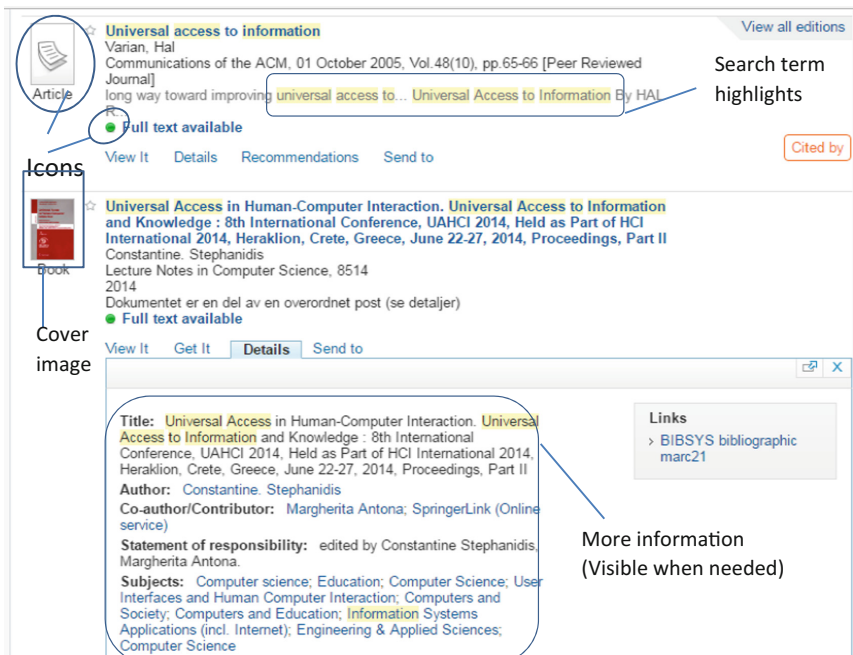 View all editions
Universal access to information
Varian, Hal
Communications of the ACM, 01 October 2005, Vol.48(10), pp.65-66 [Peer Reviewed
Journal]
long way toward improving universal access to... Universal Access to Information By HAL
R...
Full text available
View It Details Recommendations Send to
Article
Search term
highlights
Cited by
Icons
Universal Access in Human-Computer Interaction. Universal Access to Information
and Knowledge : 8th International Conference, UAHCI 2014, Held as Part of HCI
International 2014, Heraklion, Crete, Greece, June 22-27, 2014, Proceedings, Part II
Constantine. Stephanidis
Lecture Notes in Computer Science, 8514
2014
Dokumentet er en del av en overordnet post (se detaljer)
Full text available
Book
Cover
image
View It Get It Details Send to
Title: Universal Access in Human-Computer Interaction. Universal
Access to Information and Knowledge : 8th International
Conference, UAHCI 2014, Held as Part of HCI International 2014,
Heraklion, Crete, Greece, June 22-27, 2014, Proceedings, Part II
Author: Constantine. Stephanidis
Co-author/Contributor: Margherita Antona; SpringerLink (Online
service)
Statement of responsibility: edited by Constantine Stephanidis,
Margherita Antona.
Subjects: Computer science; Education; Computer Science; User
Interfaces and Human Computer Interaction; Computers and
Society; Computers and Education; Information Systems
Applications (incl. Internet); Engineering & Applied Sciences;
Computer Science
Links
> BIBSYS bibliographic
marc21
More information
(Visible when needed)